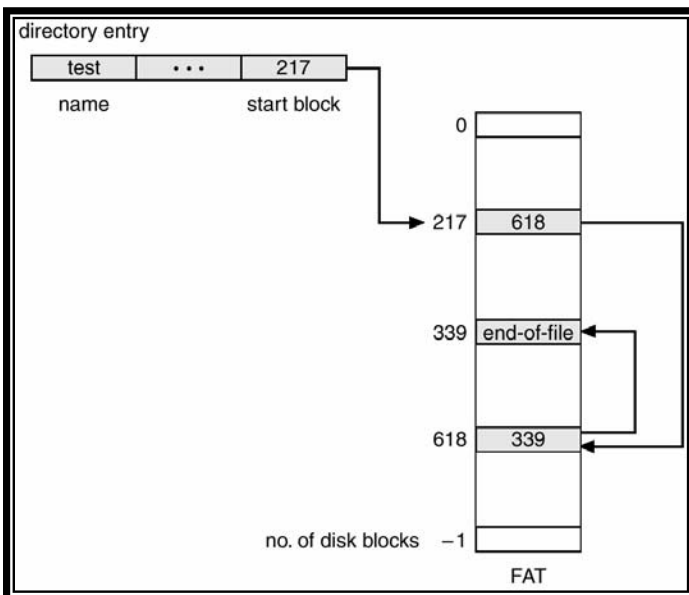 directory entry
test • • • 217
name start block
0
217 618
339 end-of-file
618 339
no. of disk blocks –1
FAT